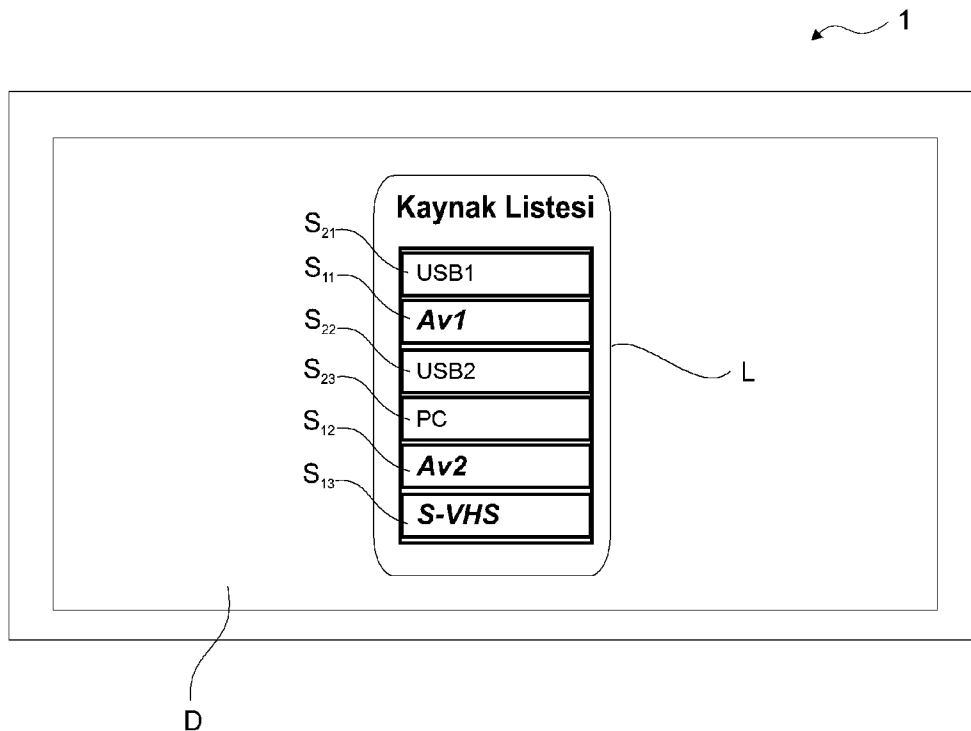 1
Kaynak Listesi
S21 USB1
S11 Av1
S22 USB2
S23 PC
S12 Av2
S13 S-VHS
L
D